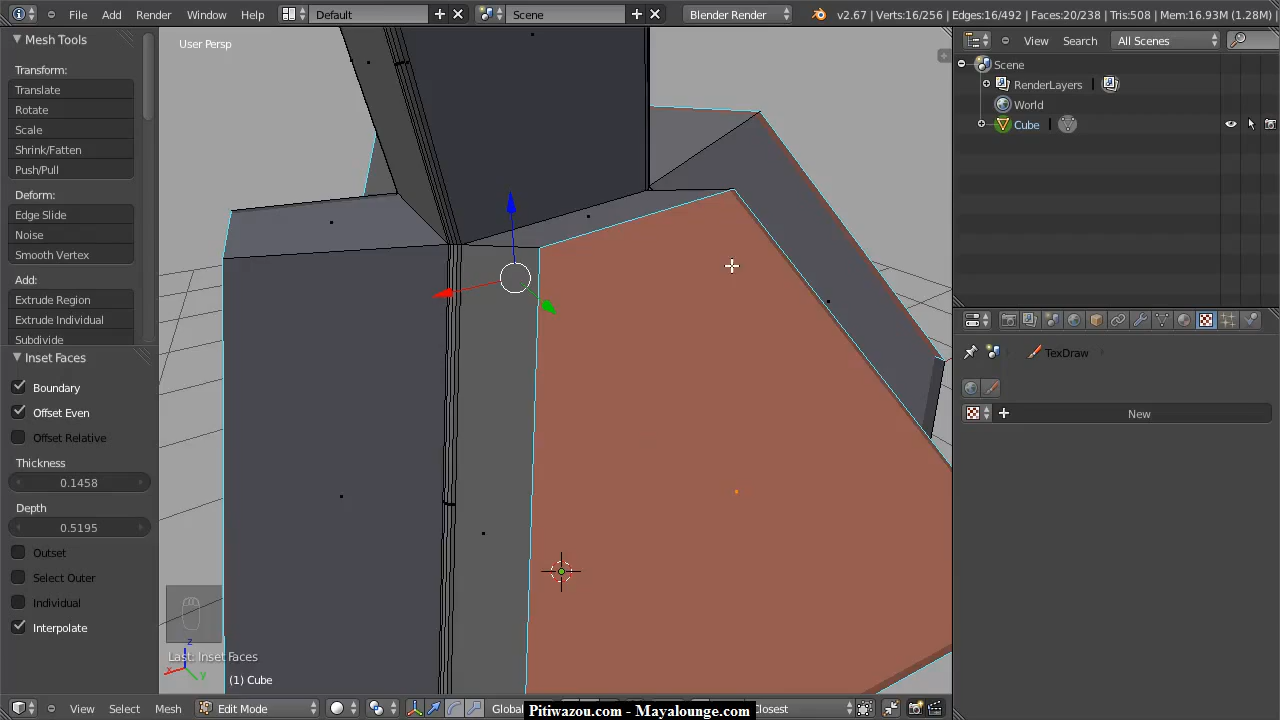 File Add Render Window Help Default Scene Blender Render v2.67 | Verts:16/256 | Edges:16/492 | Faces:20/238 | Tris:508 | Mem:16.93M (1.28M) |
Mesh Tools
Transform:
Translate
Rotate
Scale
Shrink/Fatten
Push/Pull
Deform:
Edge Slide
Noise
Smooth Vertex
Add:
Extrude Region
Extrude Individual
Subdivide
Inset Faces
Boundary
Offset Even
Offset Relative
Thickness
0.1458
Depth
0.5195
Outset
Select Outer
Individual
Interpolate
User Persp
z
x
y
Last: Inset Faces
(1) Cube
View Select Mesh Edit Mode Global Closest
Pitiwazou.com - Mayalounge.com
View Search All Scenes
Scene
RenderLayers |
World
Cube |
TexDraw
New